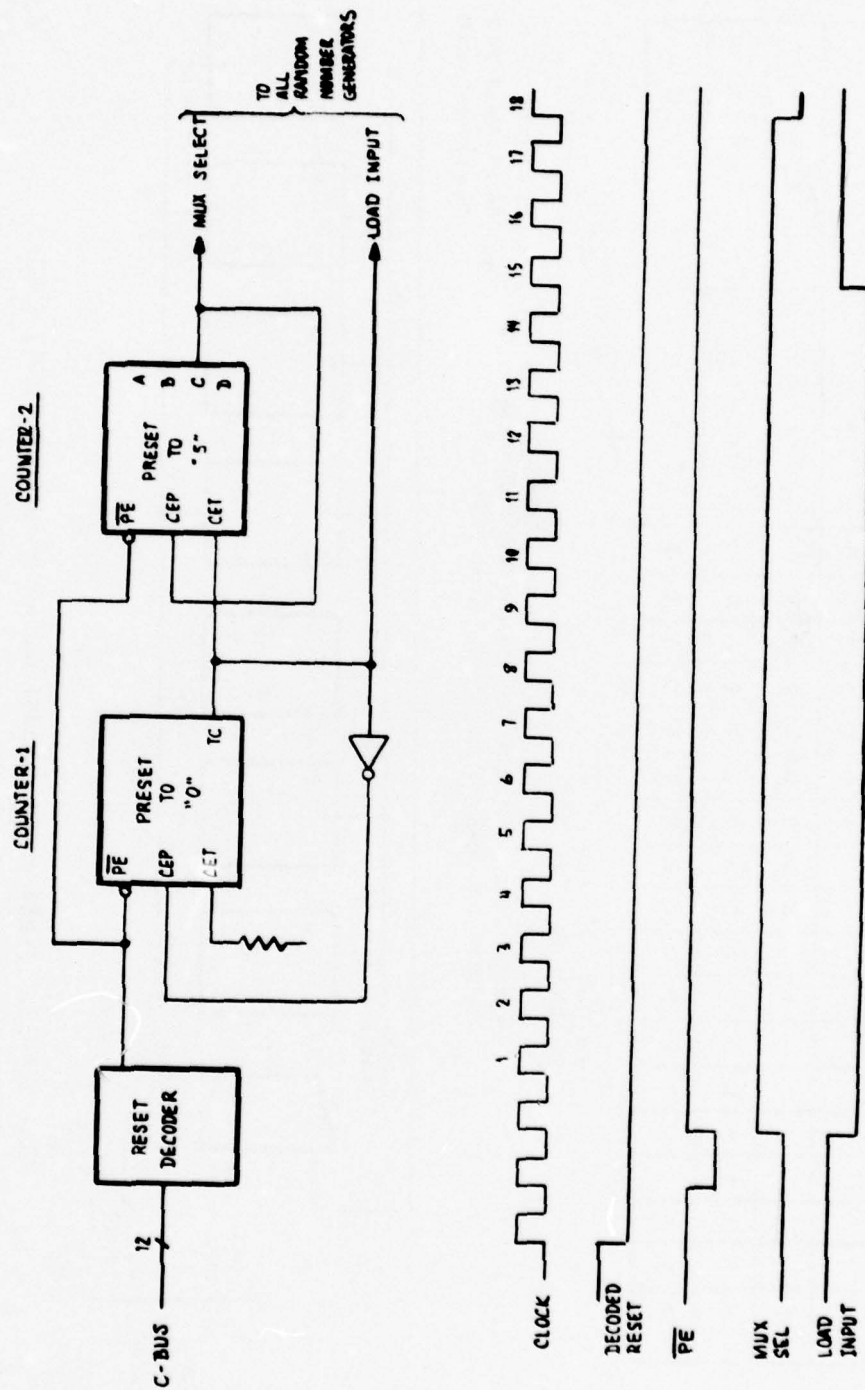 COUNTER-1
COUNTER-2
C-BUS
12
RESET
DECODER
PE
PRESET
TO
"0"
CEP
CET
TC
PE
PRESET
TO
"5"
CEP
CET
A
B
C
D
MUX SELECT
LOAD INPUT
TO
ALL
RANDOM
NUMBER
GENERATORS
CLOCK
1 2 3 4 5 6 7 8 9 10 11 12 13 14 15 16 17 18
DECODED
RESET
PE
MUX
SEL
LOAD
INPUT